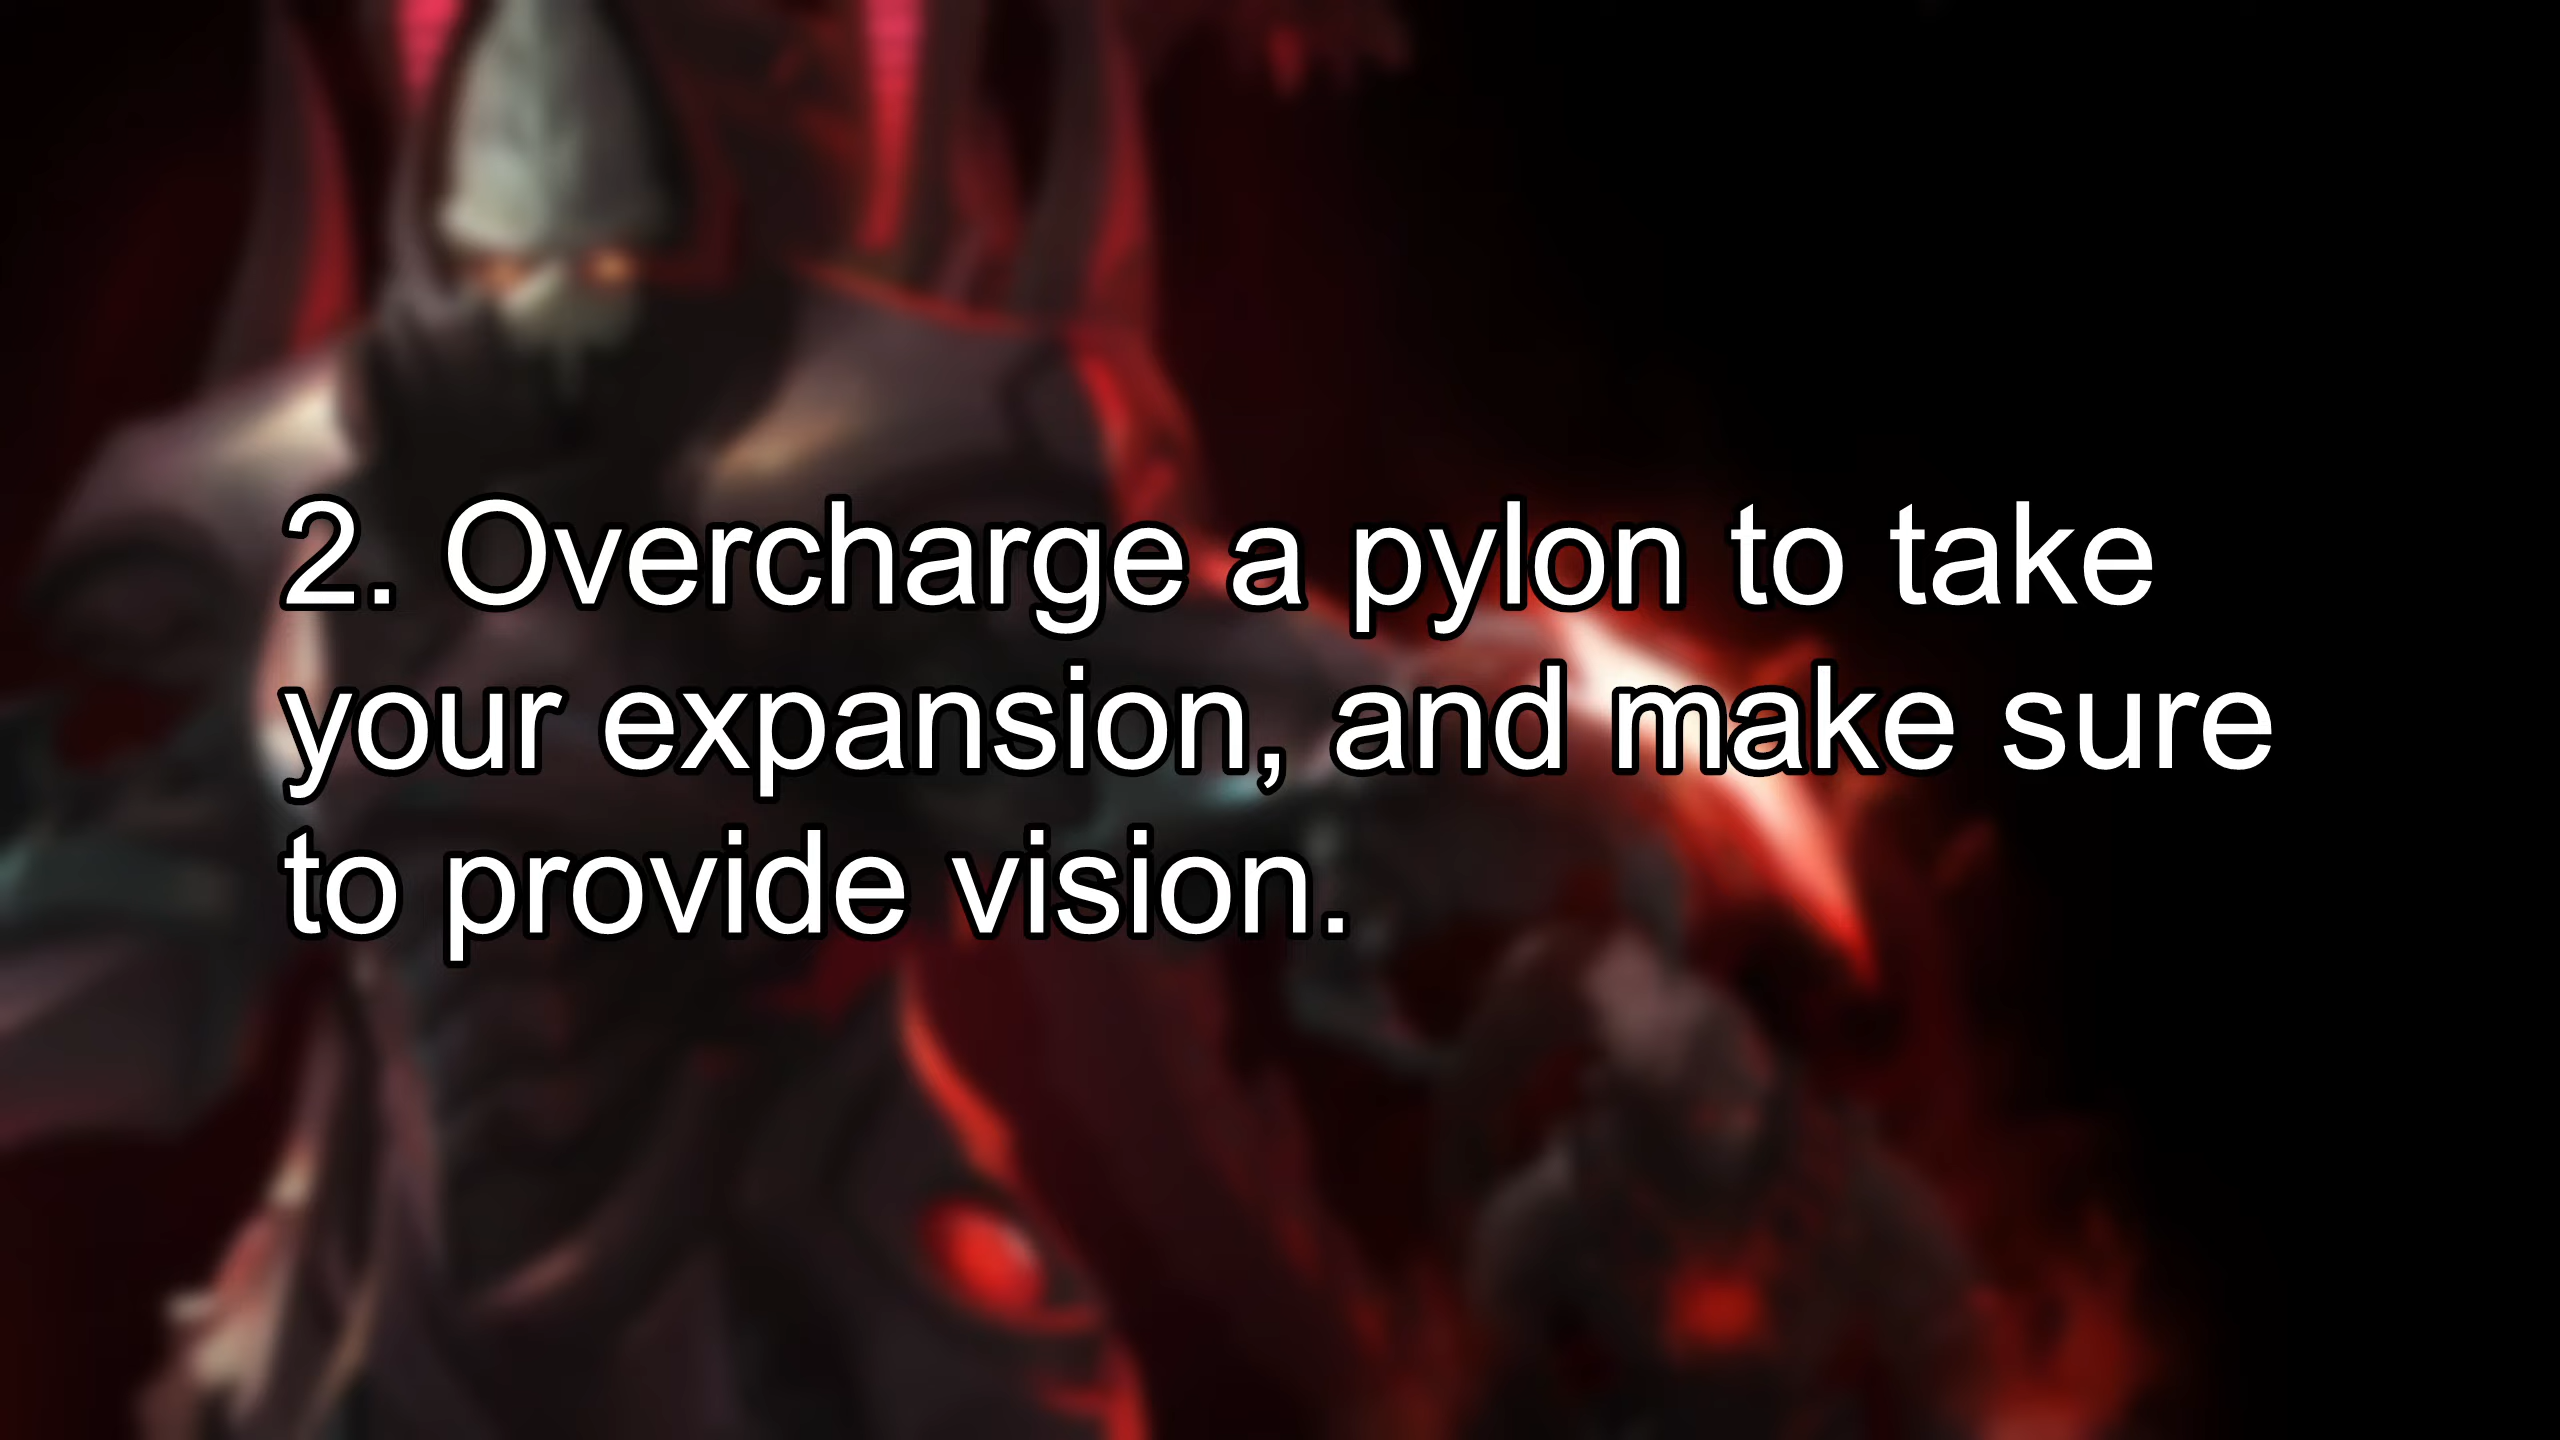 2. Overcharge a pylon to take
your expansion, and make sure
to provide vision.